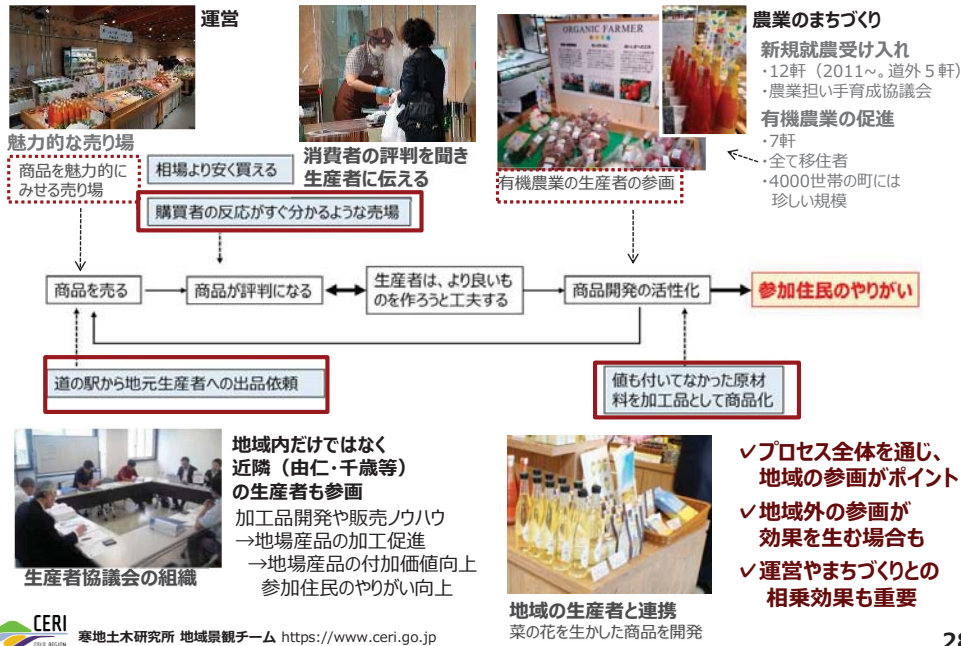 運営
魅力的な売り場
商品を魅力的に
みせる売り場
相場より安く買える
消費者の評判を聞き
生産者に伝える
購買者の反応がすぐ分かるような売場
ORGANIC FARMER
有機農業の生産者の参画
農業のまちづくり
新規就農受け入れ
・12軒（2011～。道外５軒）
・農業担い手育成協議会
有機農業の促進
・7軒
・全て移住者
・4000世帯の町には
珍しい規模
商品を売る
商品が評判になる
生産者は、より良いも
のを作ろうと工夫する
商品開発の活性化
参加住民のやりがい
道の駅から地元生産者への出品依頼
値も付いてなかった原材
料を加工品として商品化
生産者協議会の組織
地域内だけではなく
近隣（由仁・千歳等）
の生産者も参画
加工品開発や販売ノウハウ
→地場産品の加工促進
→地場産品の付加価値向上
参加住民のやりがい向上
地域の生産者と連携
菜の花を生かした商品を開発
✓プロセス全体を通じ、
地域の参画がポイント
✓地域外の参画が
効果を生む場合も
✓運営やまちづくりとの
相乗効果も重要
CERI
寒地土木研究所 地域景観チーム https://www.ceri.go.jp
28